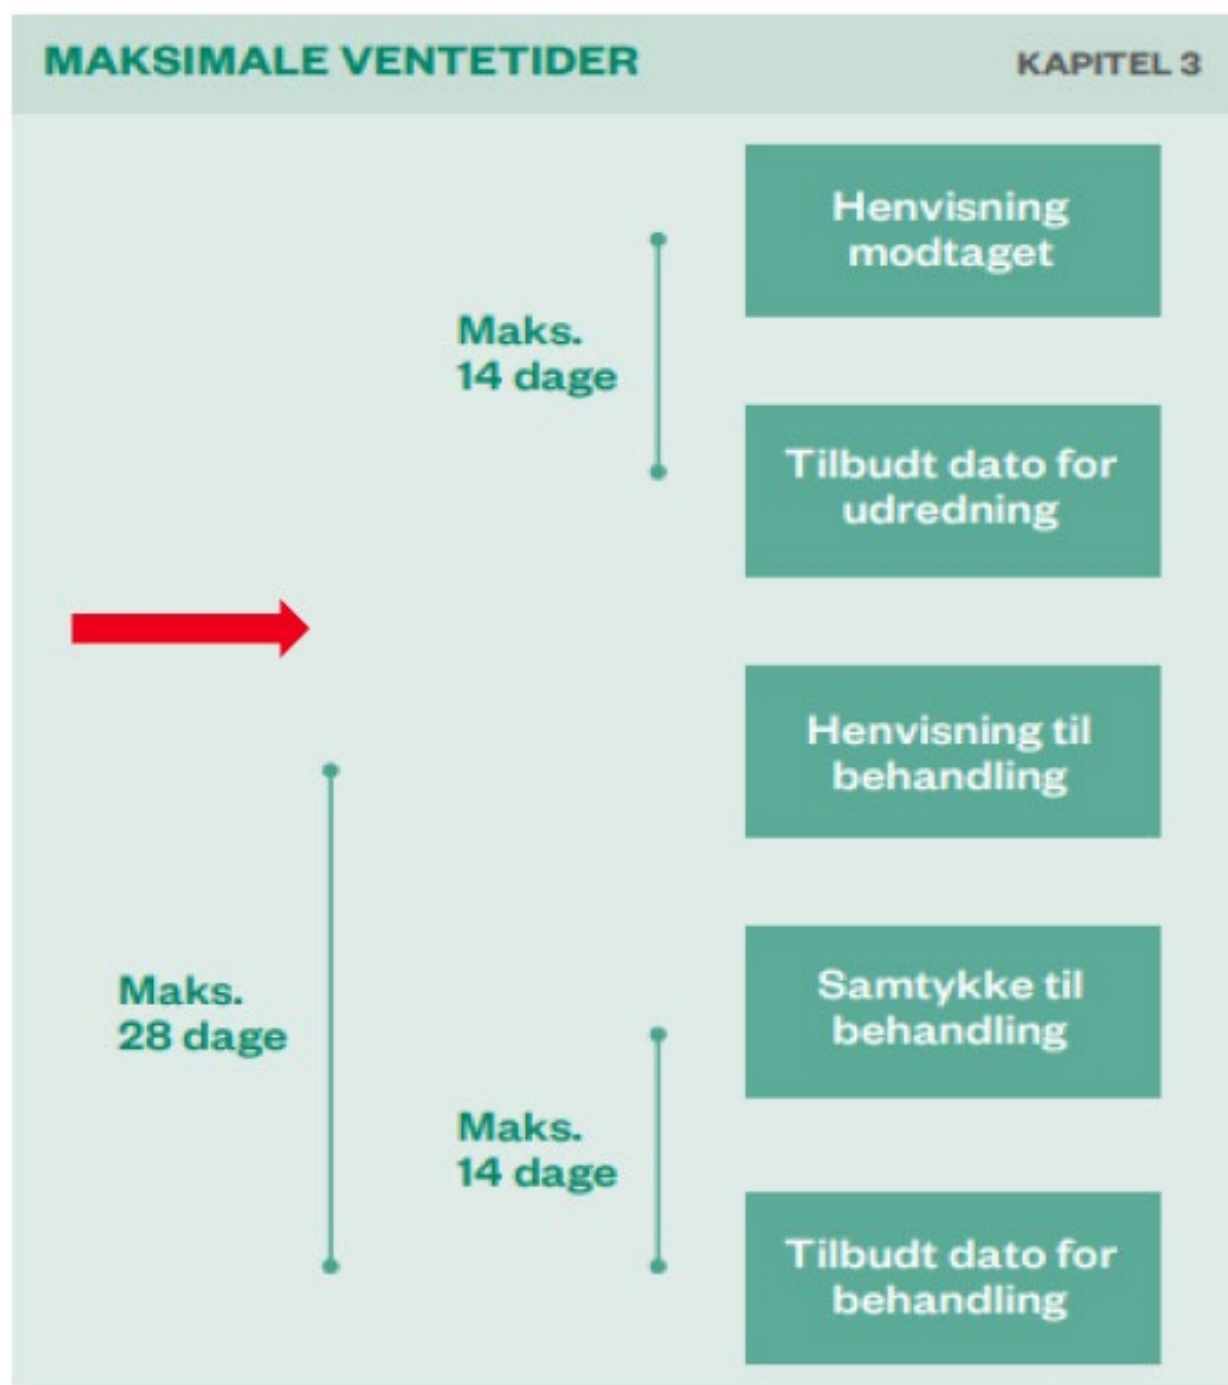 MAKSIMALE VENTETIDER
KAPITEL 3
Henvisning
modtaget
Maks.
14 dage
Tilbudt dato for
udredning
Henvisning til
behandling
Maks.
28 dage
Samtykke til
behandling
Maks.
14 dage
Tilbudt dato for
behandling